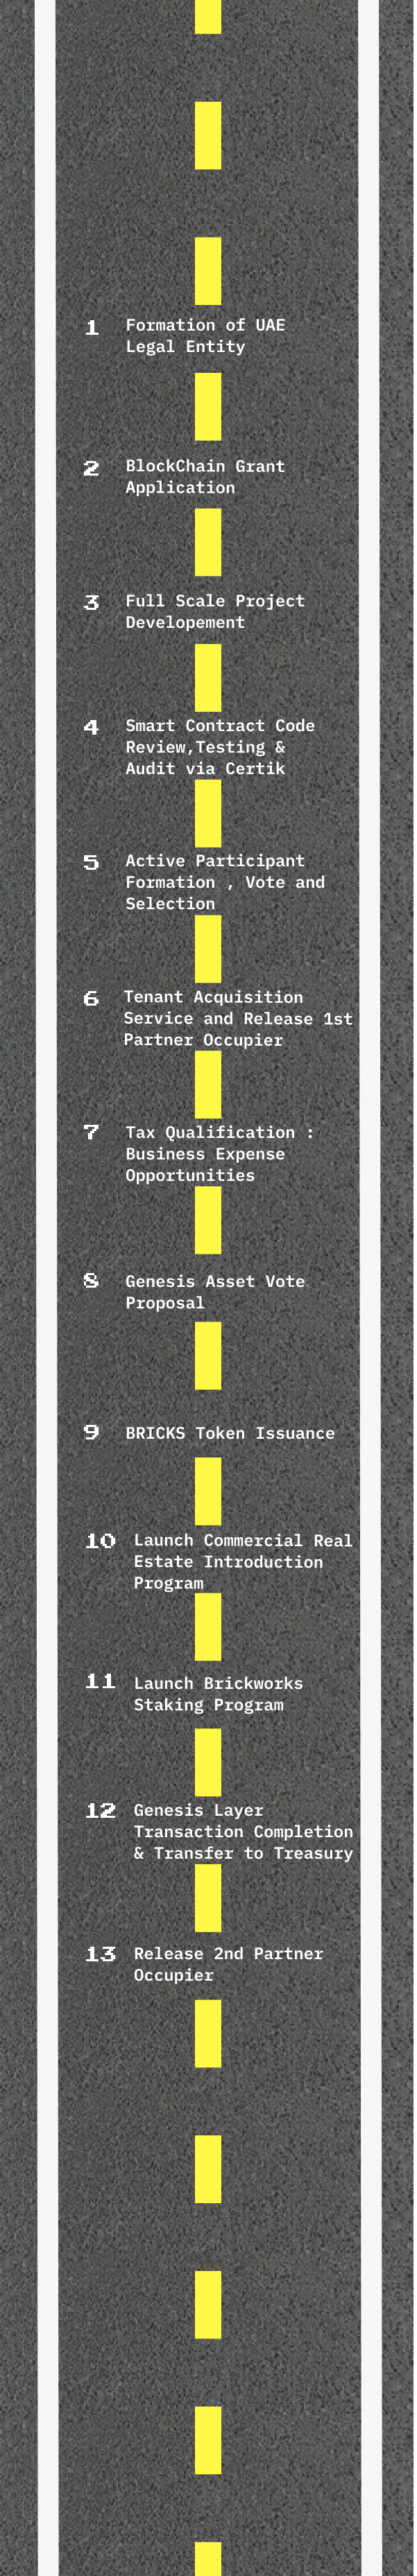 1 Formation of UAE
Legal Entity
2 BlockChain Grant
Application
3 Full Scale Project
Developement
4 Smart Contract Code
Review,Testing &
Audit via Certik
5 Active Participant
Formation , Vote and
Selection
6 Tenant Acquisition
Service and Release 1st
Partner Occupier
7 Tax Qualification :
Business Expense
Opportunities
8 Genesis Asset Vote
Proposal
9 BRICKS Token Issuance
10 Launch Commercial Real
Estate Introduction
Program
11 Launch Brickworks
Staking Program
12 Genesis Layer
Transaction Completion
& Transfer to Treasury
13 Release 2nd Partner
Occupier